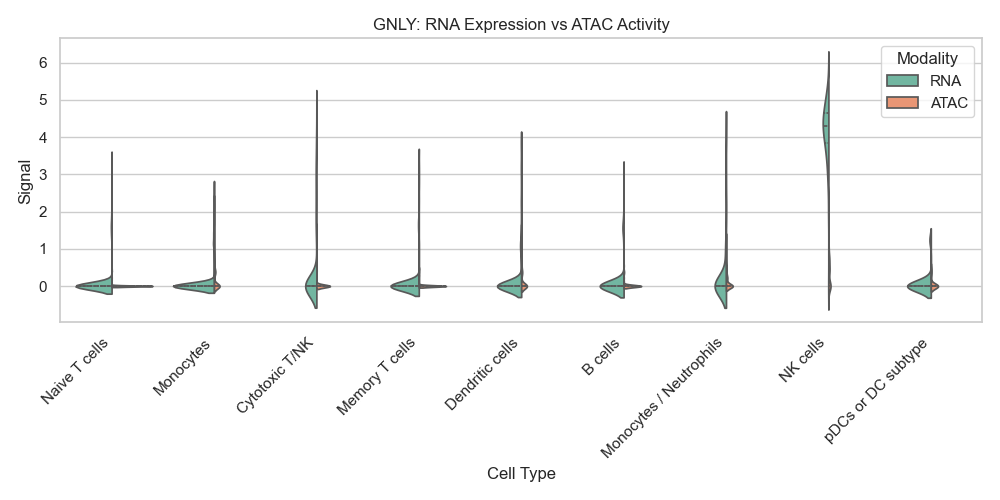 GNLY: RNA Expression vs ATAC Activity
Signal
6
5
4
3
2
1
0
Modality
RNA
ATAC
Naive T cells
Monocytes
Cytotoxic T/NK
Memory T cells
Dendritic cells
B cells
Monocytes / Neutrophils
NK cells
pDCs or DC subtype
Cell Type